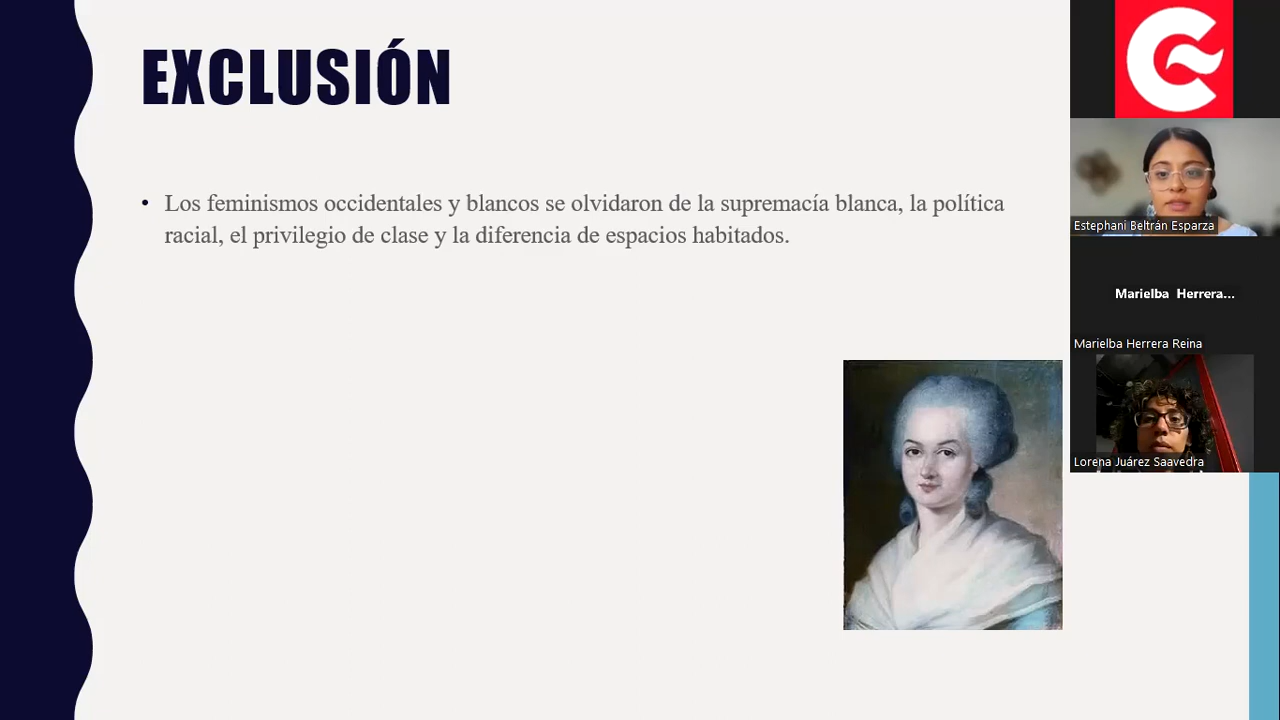 EXCLUSIÓN
• Los feminismos occidentales y blancos se olvidaron de la supremacía blanca, la política
racial, el privilegio de clase y la diferencia de espacios habitados.
Estephani Beltrán Esparza
Marielba Herrera...
Marielba Herrera Reina
Lorena Juárez Saavedra